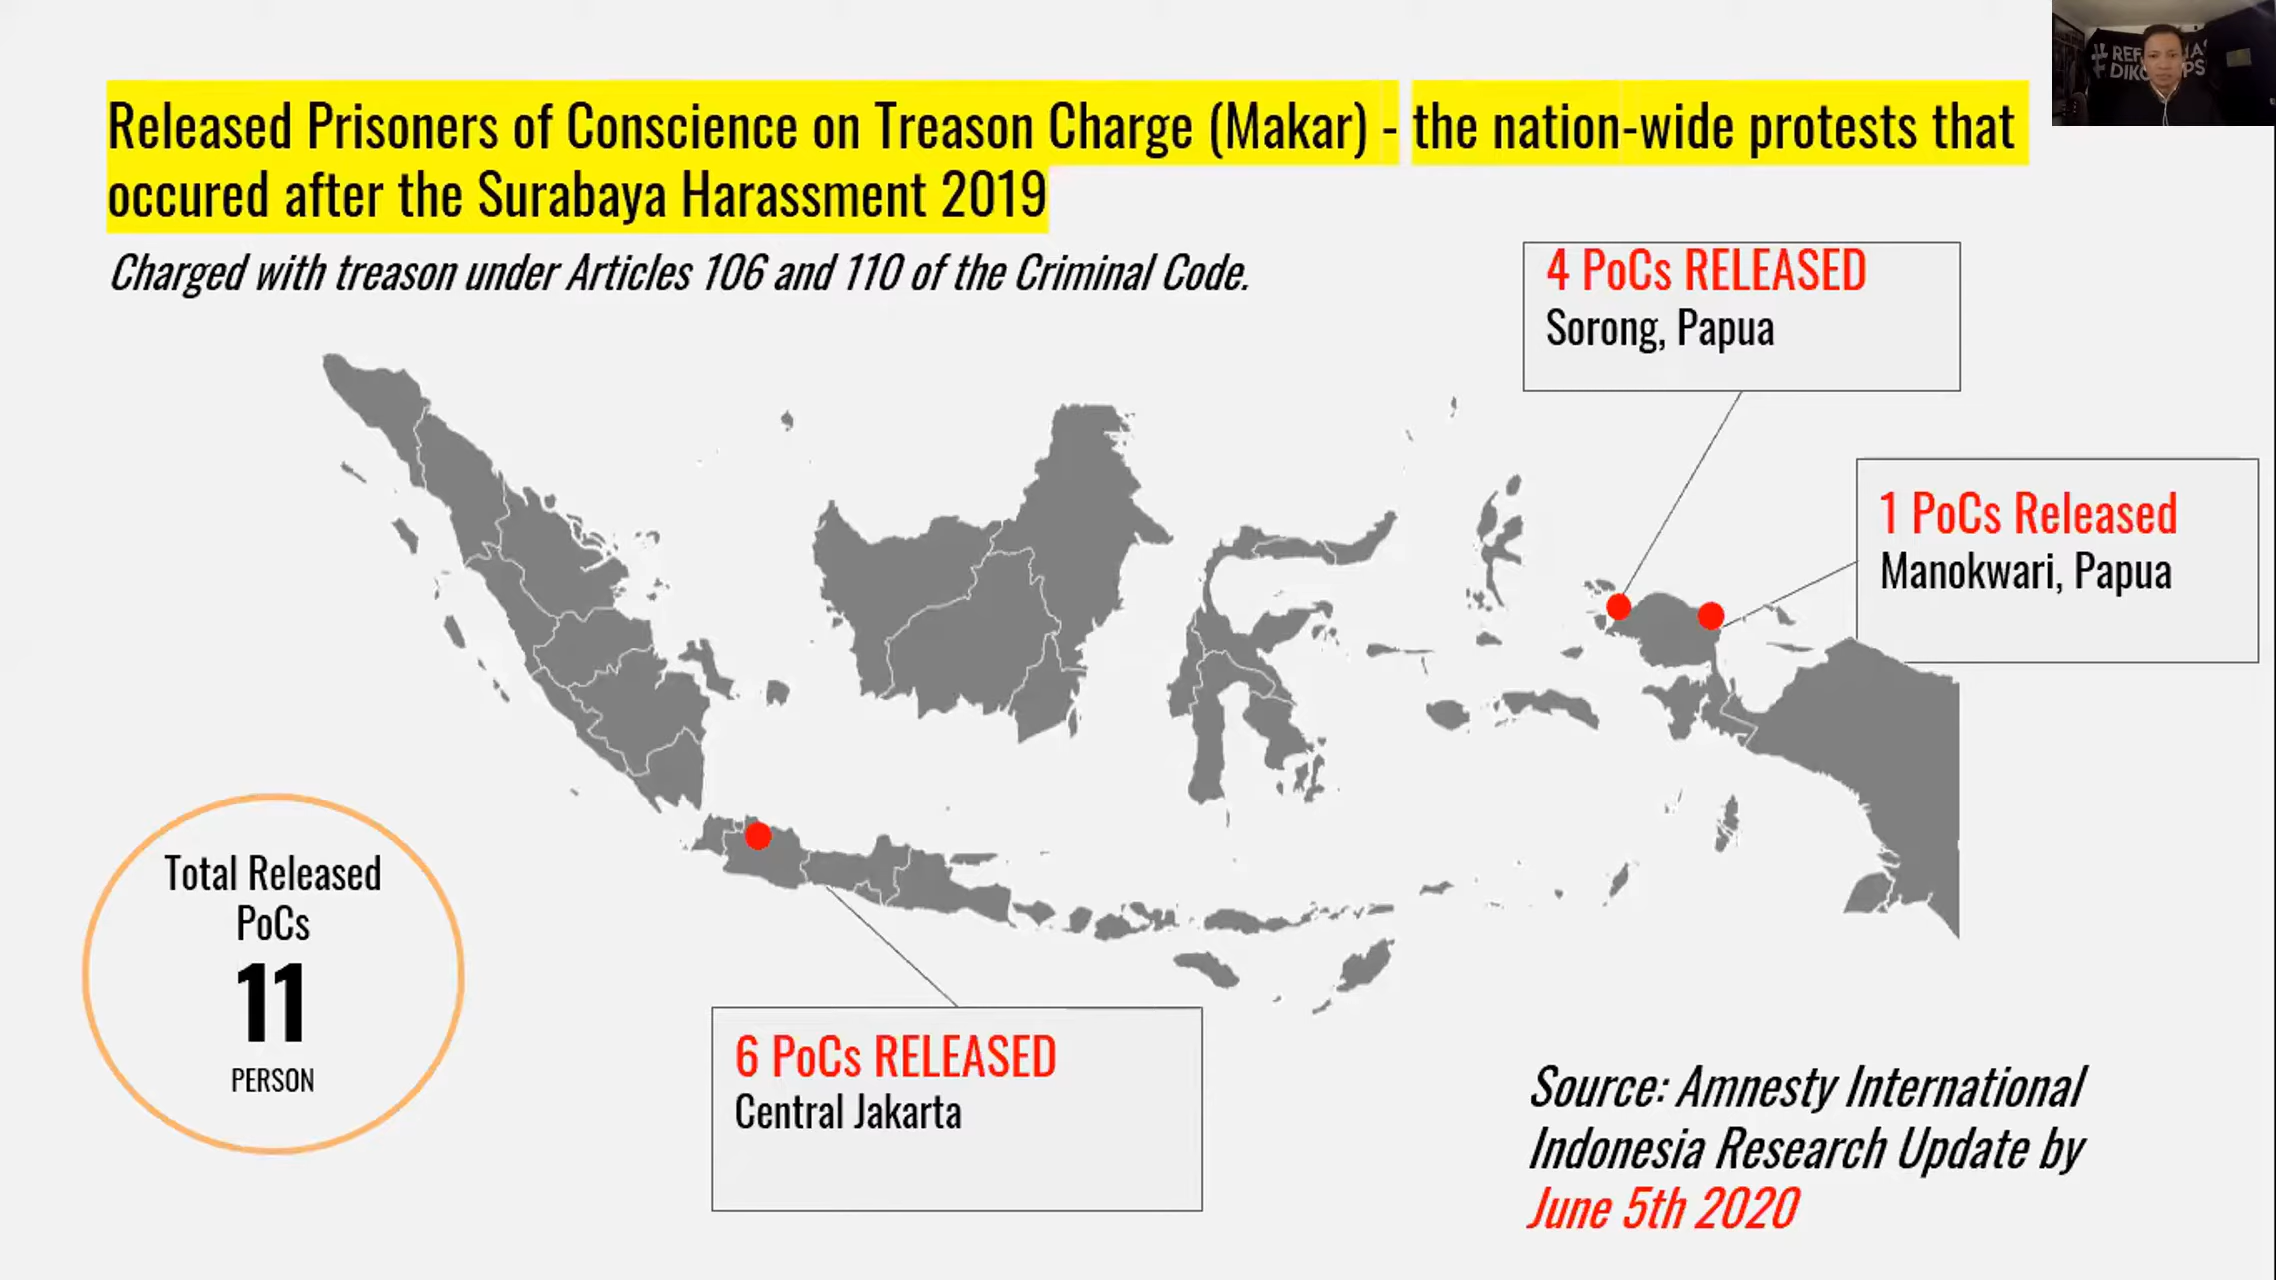 Released Prisoners of Conscience on Treason Charge (Makar) - the nation-wide protests that
occured after the Surabaya Harassment 2019
Charged with treason under Articles 106 and 110 of the Criminal Code.
4 PoCs RELEASED
Sorong, Papua
1 PoCs Released
Manokwari, Papua
Total Released
PoCs
11
PERSON
6 PoCs RELEASED
Central Jakarta
Source: Amnesty International
Indonesia Research Update by
June 5th 2020